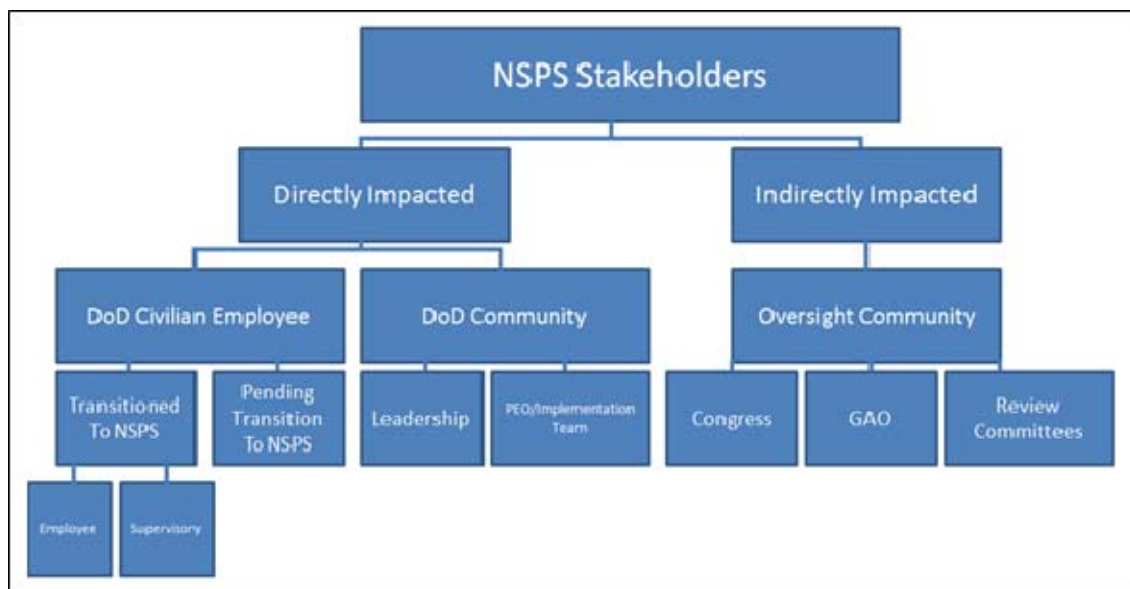 NSPS Stakeholders
Directly Impacted
Indirectly Impacted
DoD Civilian Employee
DoD Community
Oversight Community
Transitioned
To NSPS
Pending
Transition
To NSPS
Leadership
PEO/Implementation
Team
Congress
GAO
Review
Committees
Employee
Supervisory